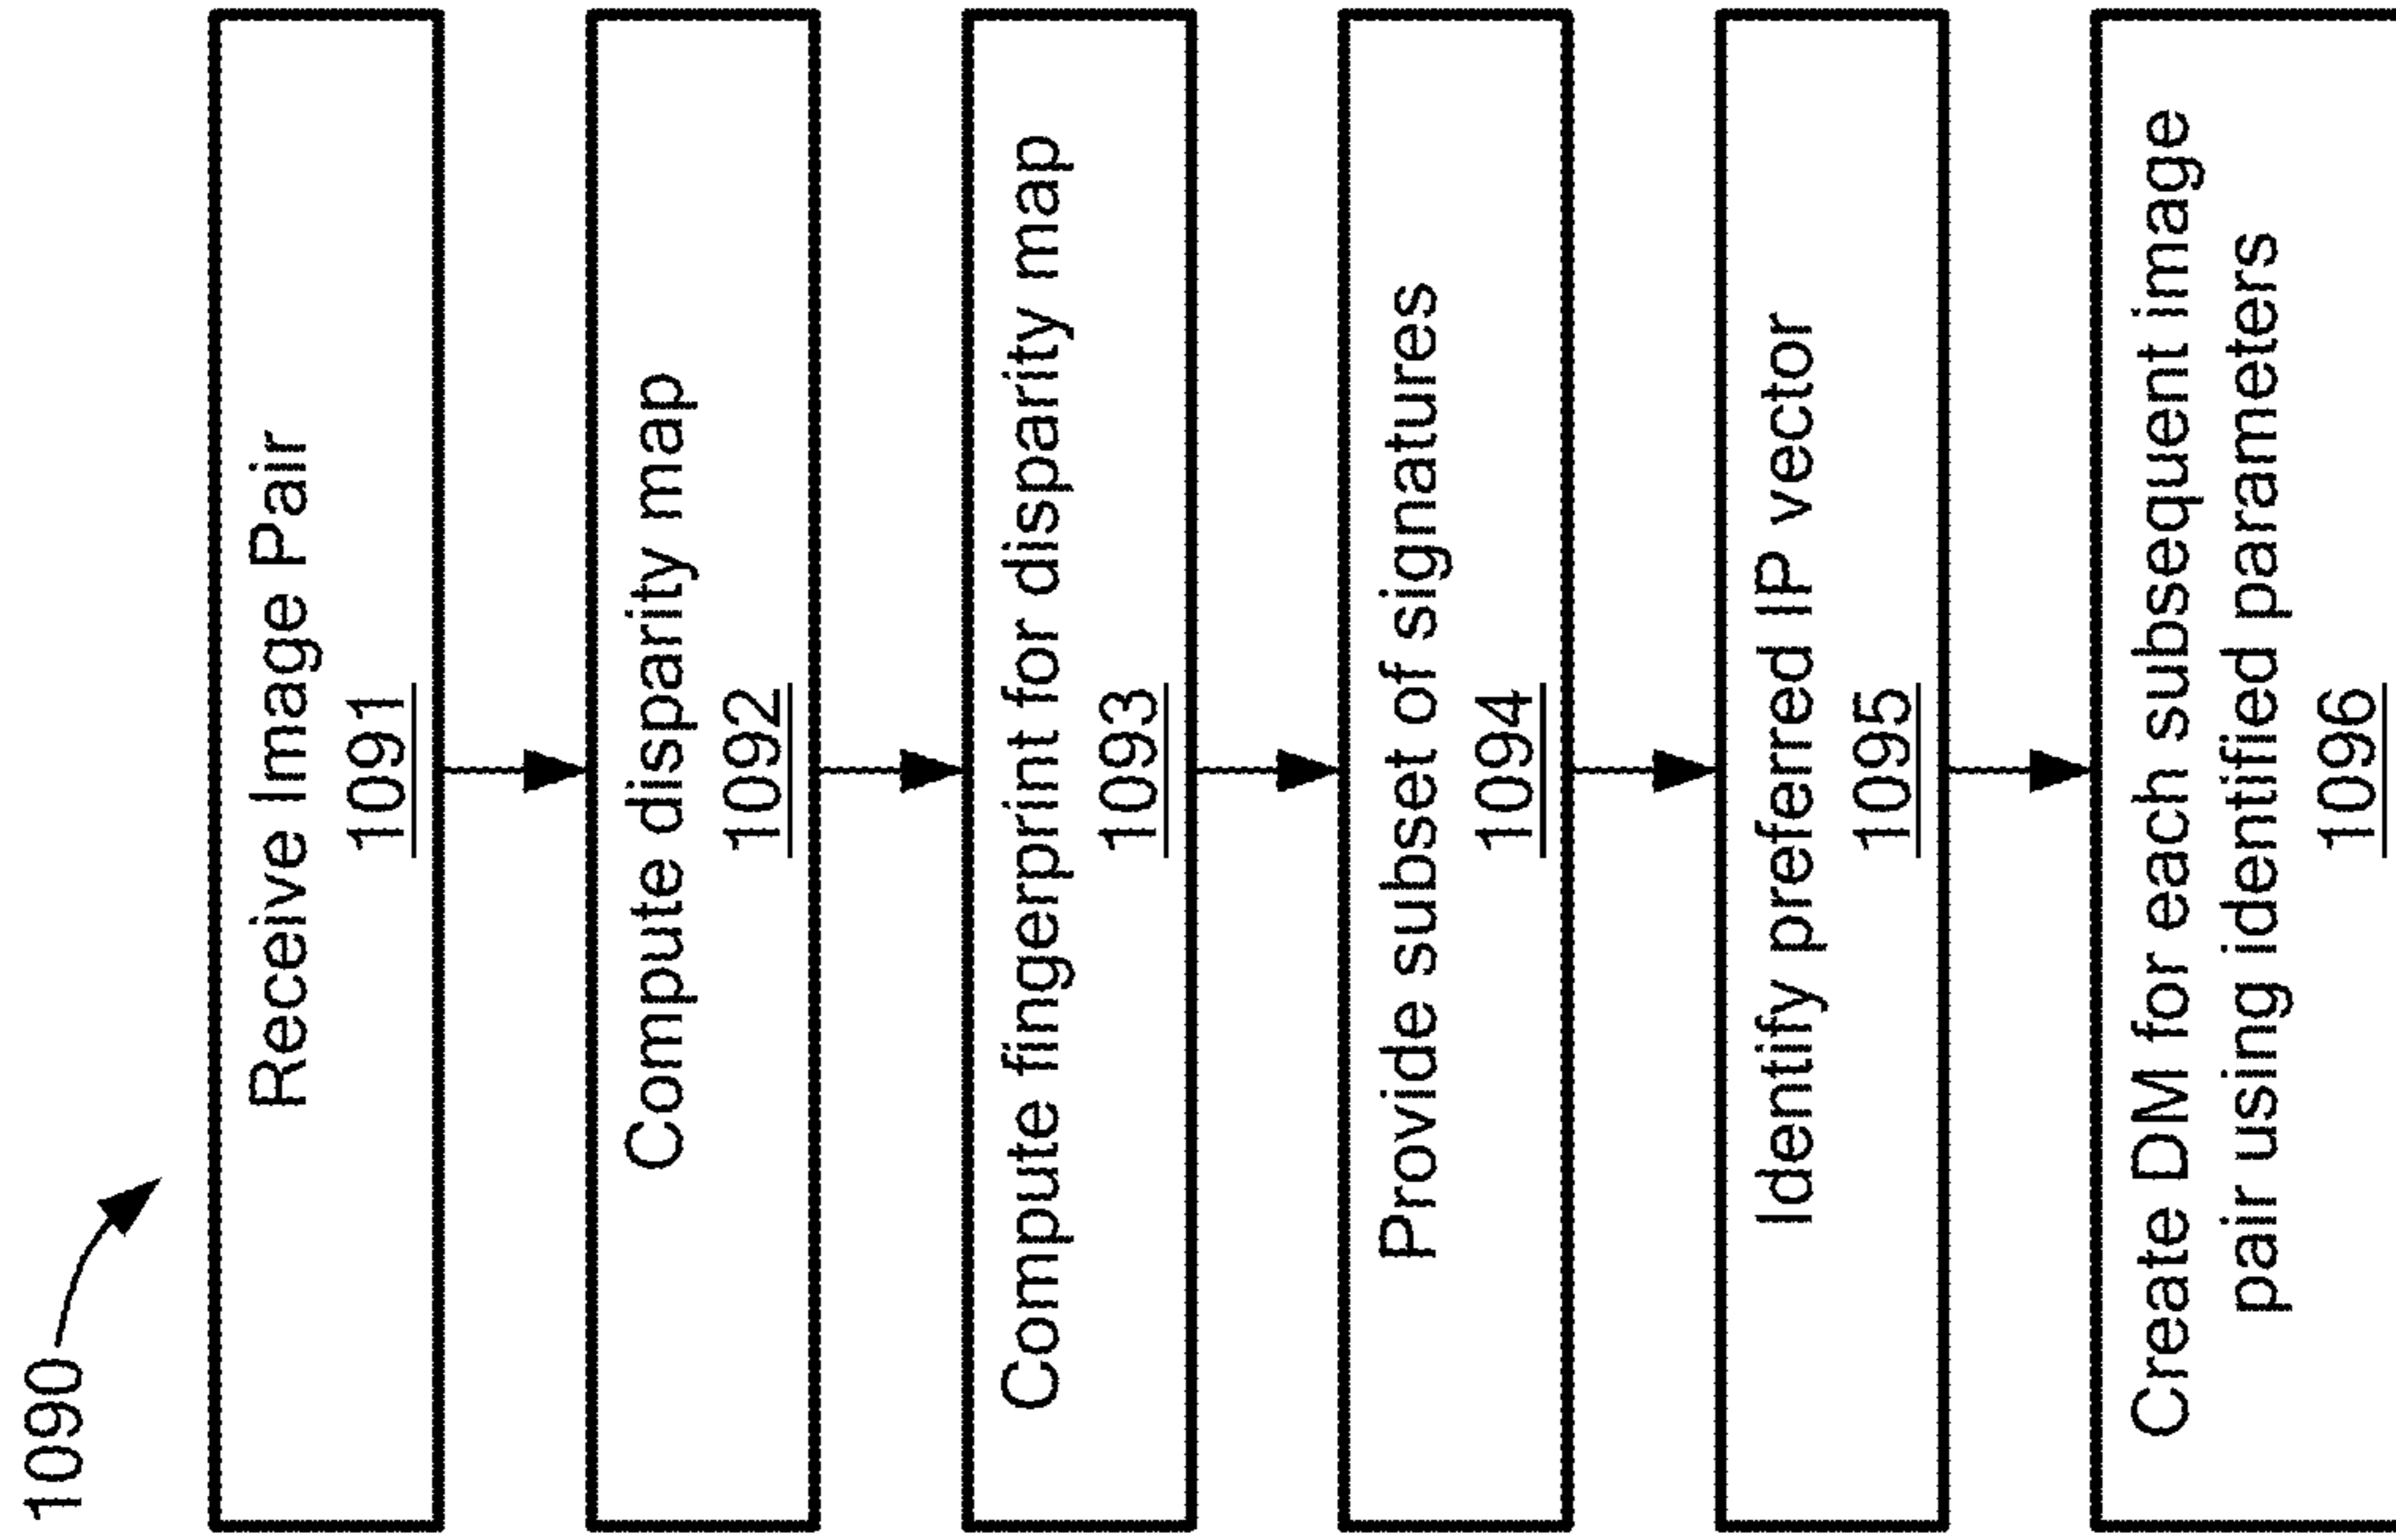 1090
Receive Image Pair
1091
Compute disparity map
1092
Compute fingerprint for disparity map
1093
Provide subset of signatures
1094
Identify preferred IP vector
1095
Create DM for each subsequent image
pair using identified parameters
1096